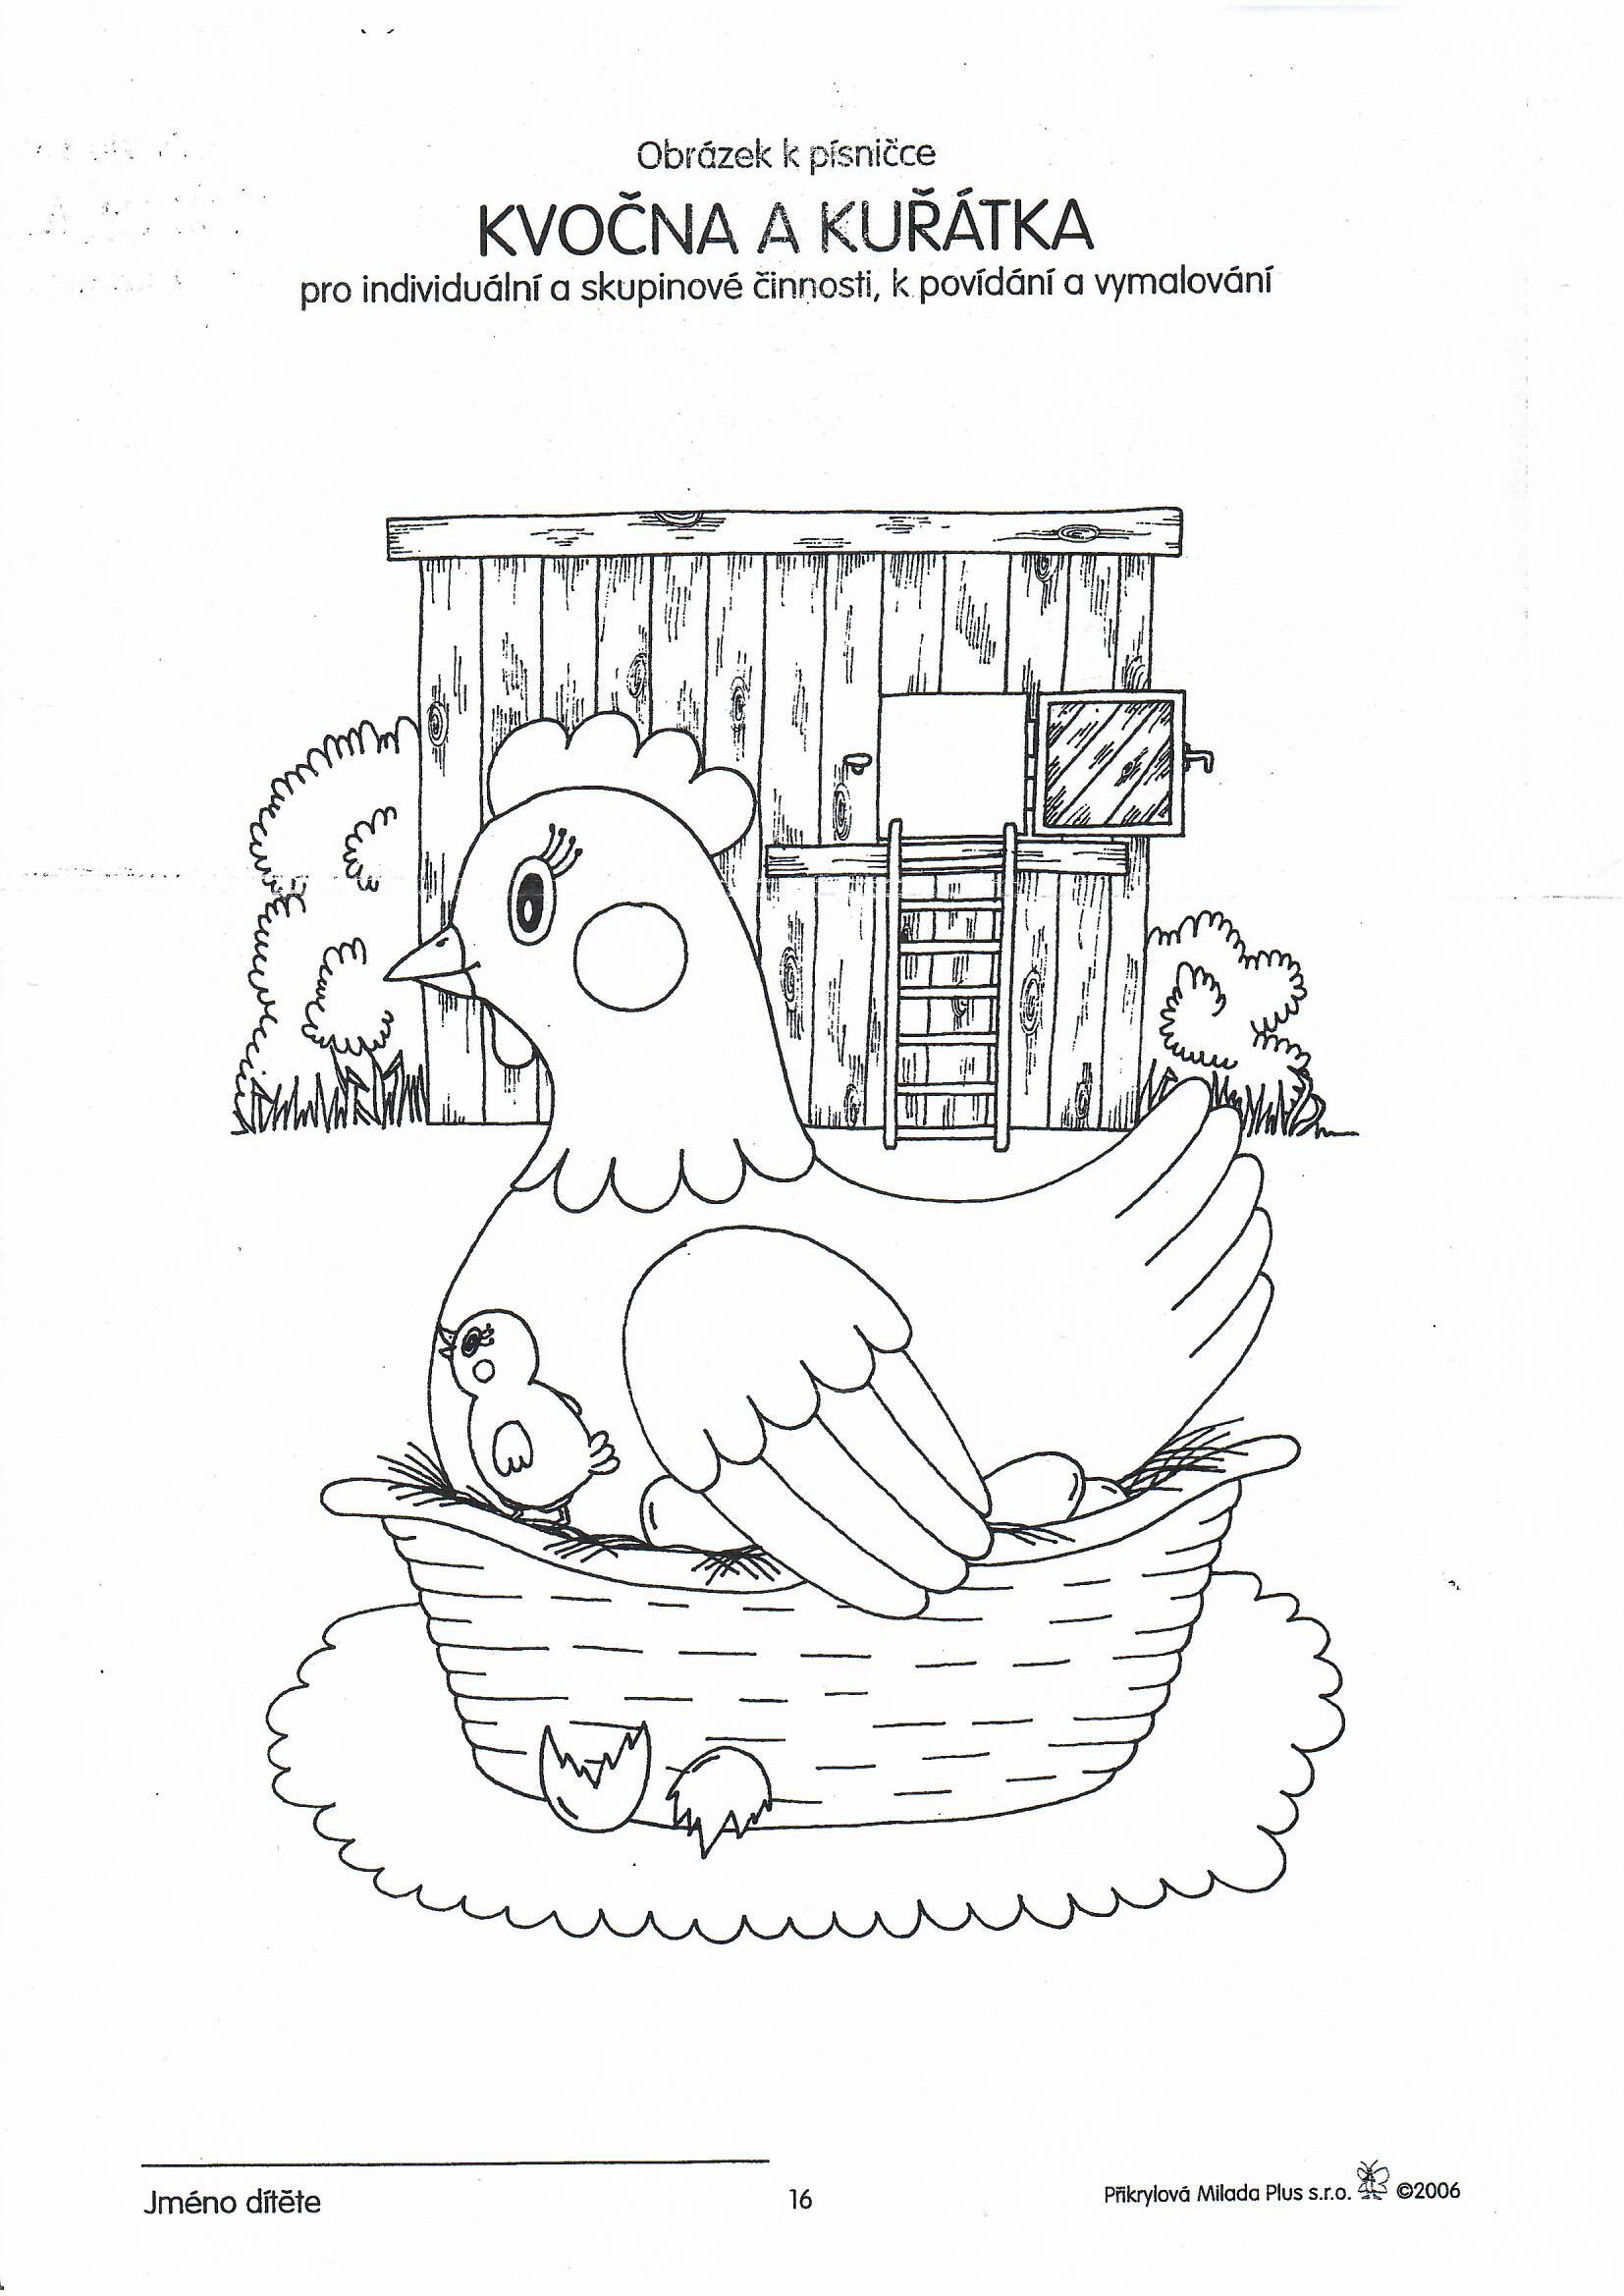 Obrázek k písničce
KVOČNA A KUŘÁTKA
pro individuální a skupinové činnosti, k povídání a vymalování
Jméno dítěte
16
Přikrylová Milada Plus s.r.o. ©2006